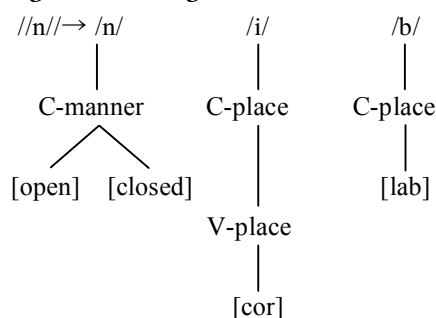 //n//→ /n/ /i/ /b/
C-manner C-place C-place
[open] [closed] [lab]
V-place
[cor]